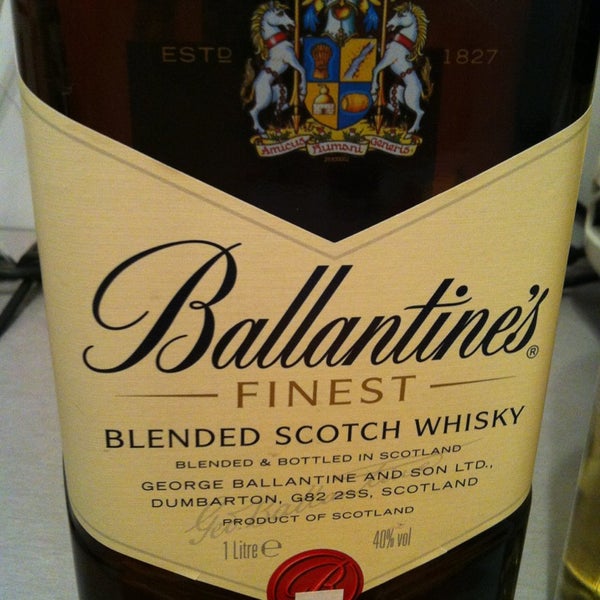 ESTD 1827
Amicus Humani Generis
Ballantine's®
FINEST
BLENDED SCOTCH WHISKY
BLENDED & BOTTLED IN SCOTLAND
GEORGE BALLANTINE AND SON LTD.,
DUMBARTON, G82 2SS, SCOTLAND
PRODUCT OF SCOTLAND
1 Litre ℮ 40% vol
B